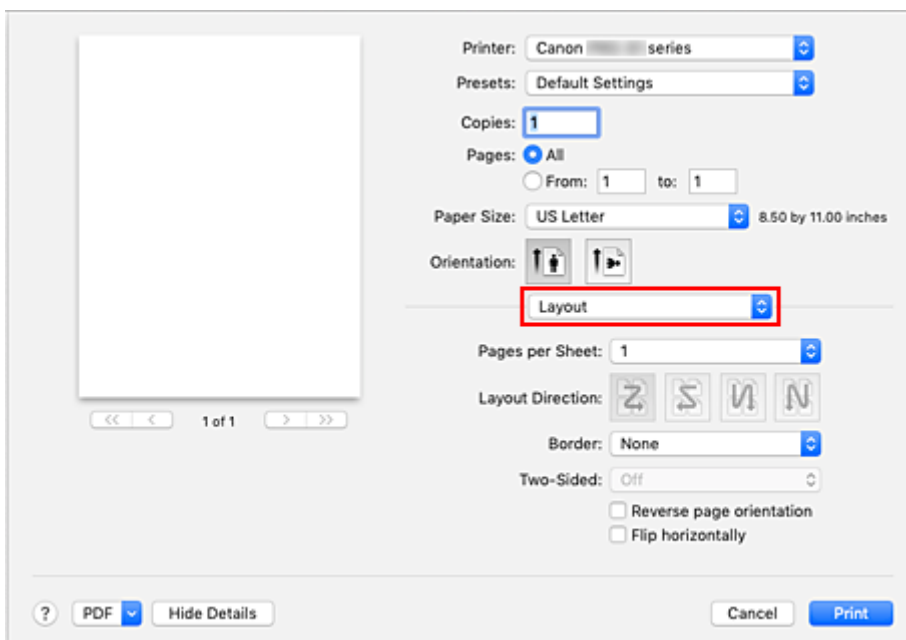 Printer: Canon series
Presets: Default Settings
Copies: 1
Pages: All
From: 1 to: 1
Paper Size: US Letter 8.50 by 11.00 inches
Orientation:
Layout
Pages per Sheet: 1
Layout Direction:
Border: None
Two-Sided: Off
Reverse page orientation
Flip horizontally
<< < 1 of 1 > >>
? PDF Hide Details Cancel Print